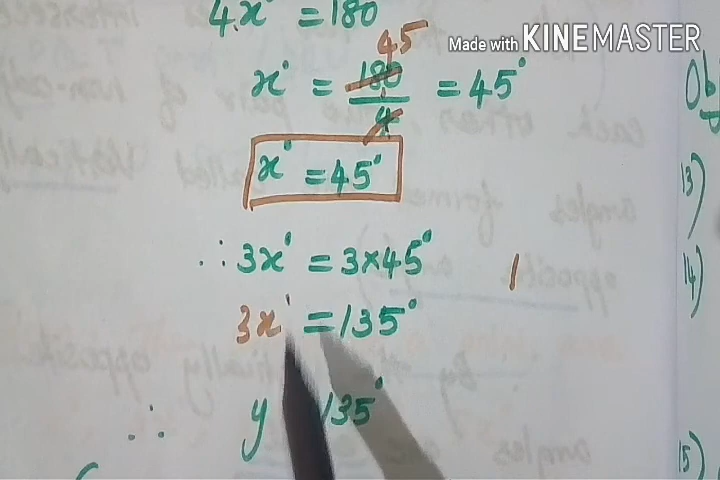 4x° = 180
Made with KINEMASTER
45
x° = 180/4 = 45°
x° = 45°
∴ 3x° = 3×45°
3x° = 135°
∴ y 135°
Ob
13)
14)
15)